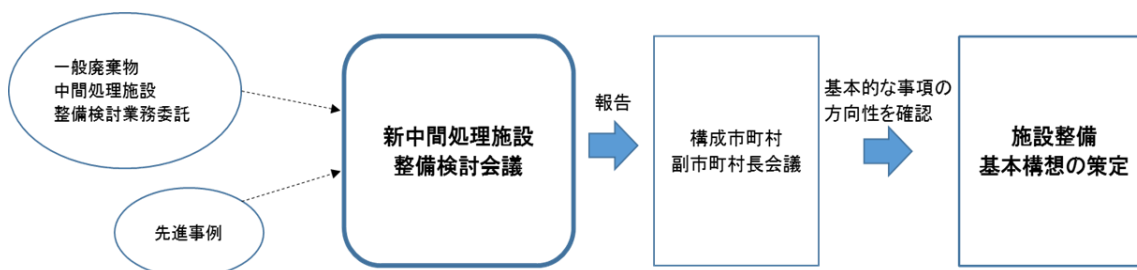 一般廃棄物
中間処理施設
整備検討業務委託
先進事例
新中間処理施設
整備検討会議
報告
構成市町村
副市町村長会議
基本的な事項の
方向性を確認
施設整備
基本構想の策定